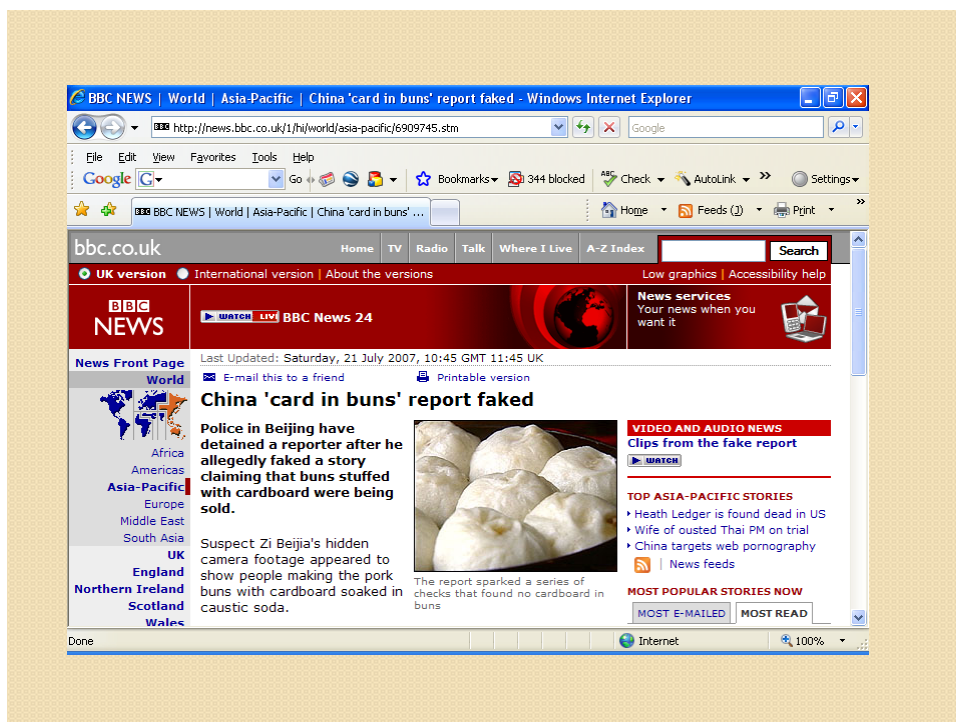 BBC NEWS | World | Asia-Pacific | China 'card in buns' report faked - Windows Internet Explorer
http://news.bbc.co.uk/1/hi/world/asia-pacific/6909745.stm
Google
File Edit View Favorites Tools Help
Google G Go Bookmarks 344 blocked ABC Check AutoLink » Settings
BBC NEWS | World | Asia-Pacific | China 'card in buns' ... Home Feeds (J) Print »
bbc.co.uk Home TV Radio Talk Where I Live A-Z Index Search
UK version International version | About the versions Low graphics | Accessibility help
BBC
NEWS
WATCH LIVE BBC News 24
News services
Your news when you
want it
News Front Page
World
Africa
Americas
Asia-Pacific
Europe
Middle East
South Asia
UK
England
Northern Ireland
Scotland
Wales
Last Updated: Saturday, 21 July 2007, 10:45 GMT 11:45 UK
E-mail this to a friend Printable version
China 'card in buns' report faked
Police in Beijing have
detained a reporter after he
allegedly faked a story
claiming that buns stuffed
with cardboard were being
sold.
Suspect Zi Beijia's hidden
camera footage appeared to
show people making the pork
buns with cardboard soaked in
caustic soda.
The report sparked a series of
checks that found no cardboard in
buns
VIDEO AND AUDIO NEWS
Clips from the fake report
WATCH
TOP ASIA-PACIFIC STORIES
Heath Ledger is found dead in US
Wife of ousted Thai PM on trial
China targets web pornography
| News feeds
MOST POPULAR STORIES NOW
MOST E-MAILED MOST READ
Done Internet 100%